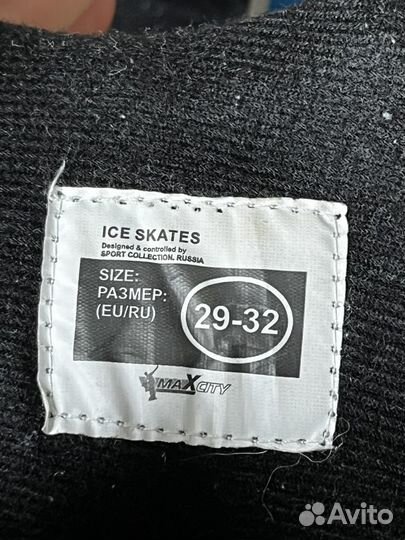 ICE SKATES
Designed & controlled by
SPORT COLLECTION. RUSSIA
SIZE:
РАЗМЕР:
(EU/RU)
29-32
MAXCITY
Avito